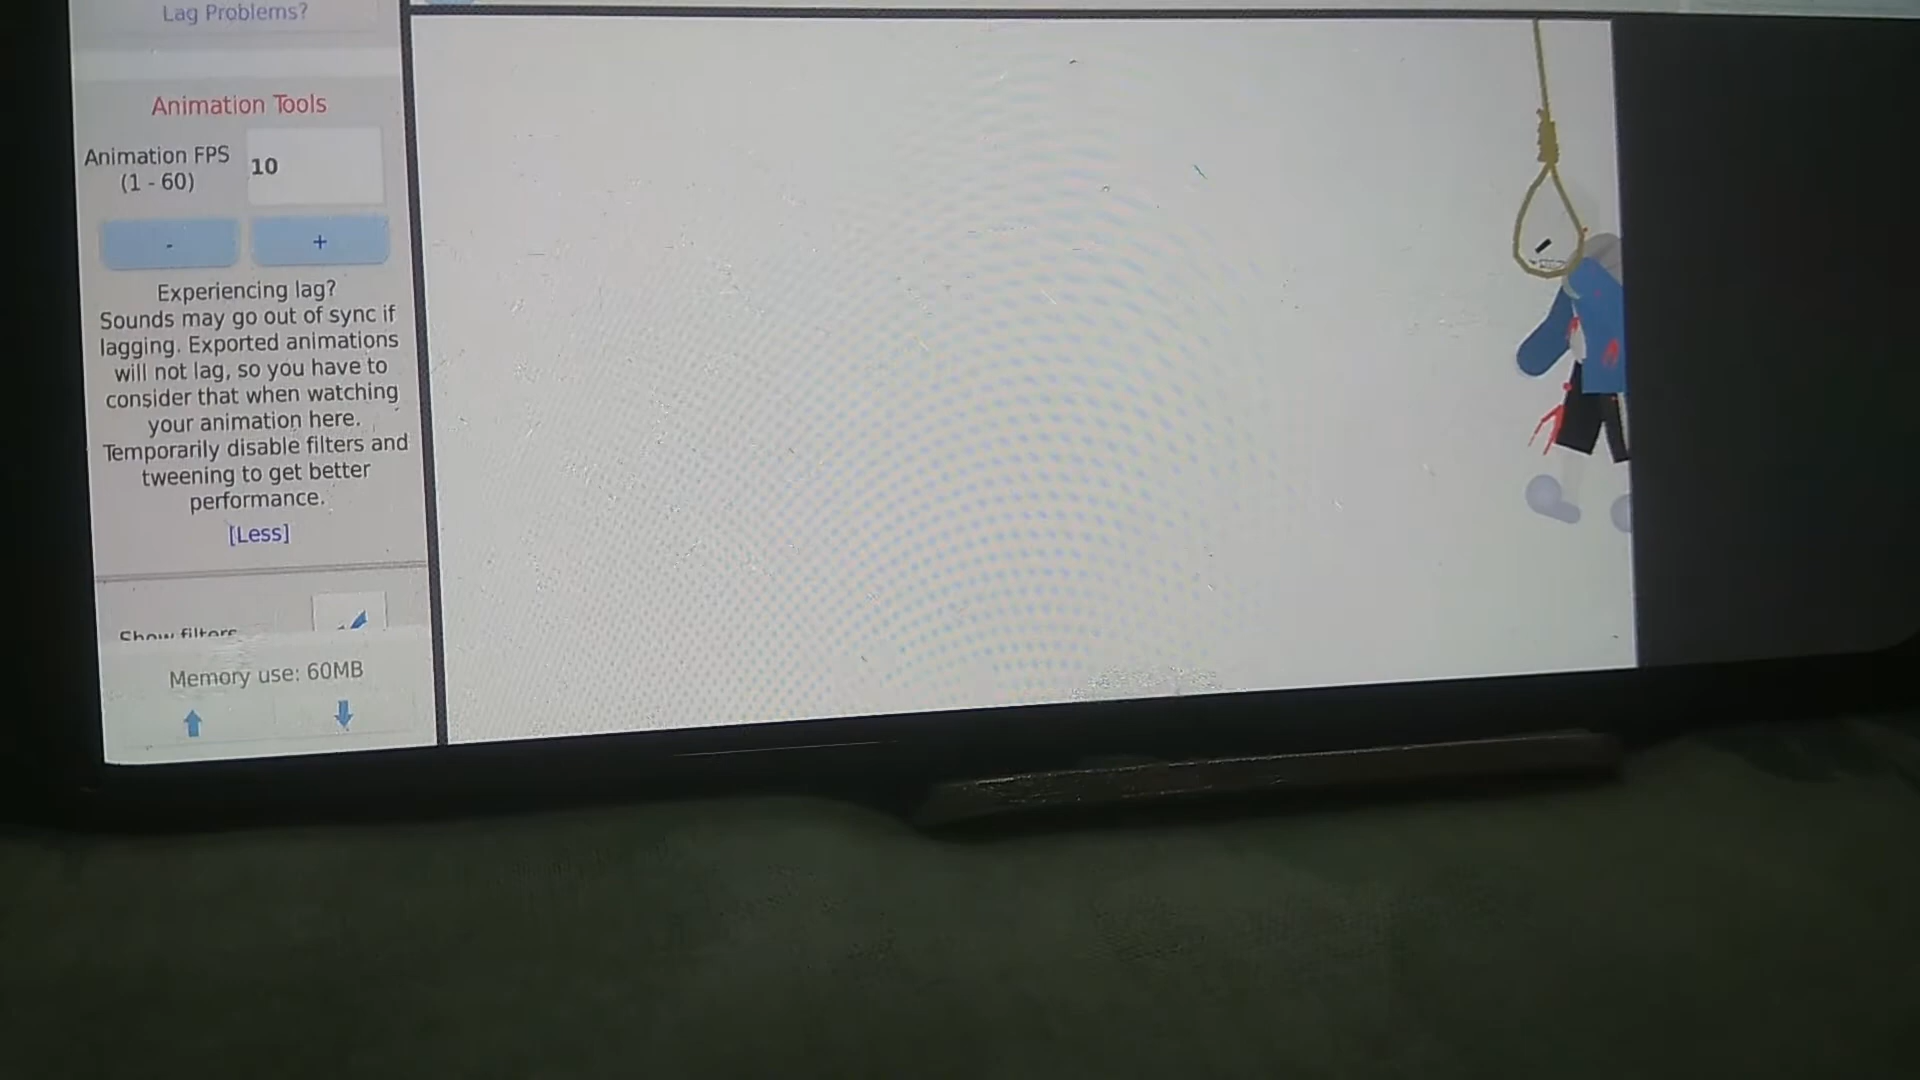 Lag Problems?
Animation Tools
Animation FPS
(1 - 60)
10
-
+
Experiencing lag?
Sounds may go out of sync if
lagging. Exported animations
will not lag, so you have to
consider that when watching
your animation here.
Temporarily disable filters and
tweening to get better
performance.
[Less]
Show filters
Memory use: 60MB